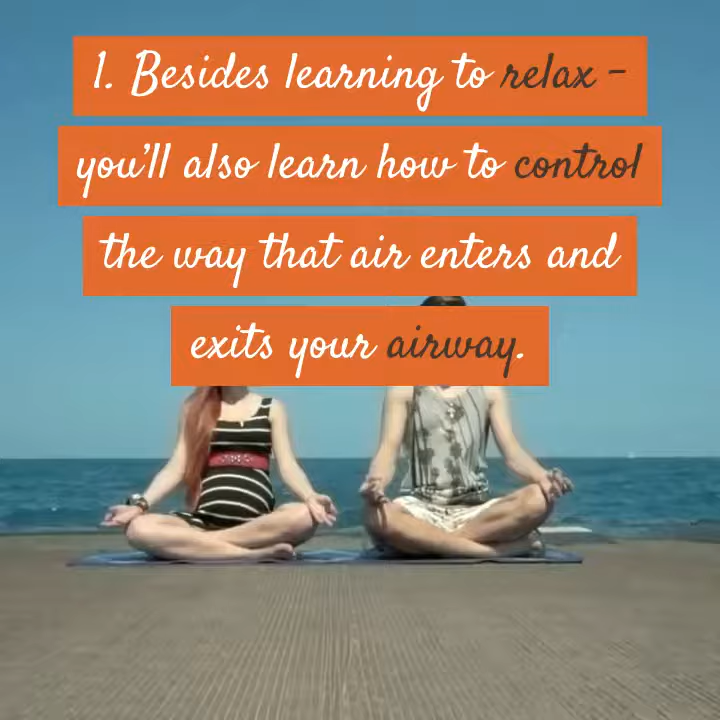 1. Besides learning to relax -
you'll also learn how to control
the way that air enters and
exits your airway.